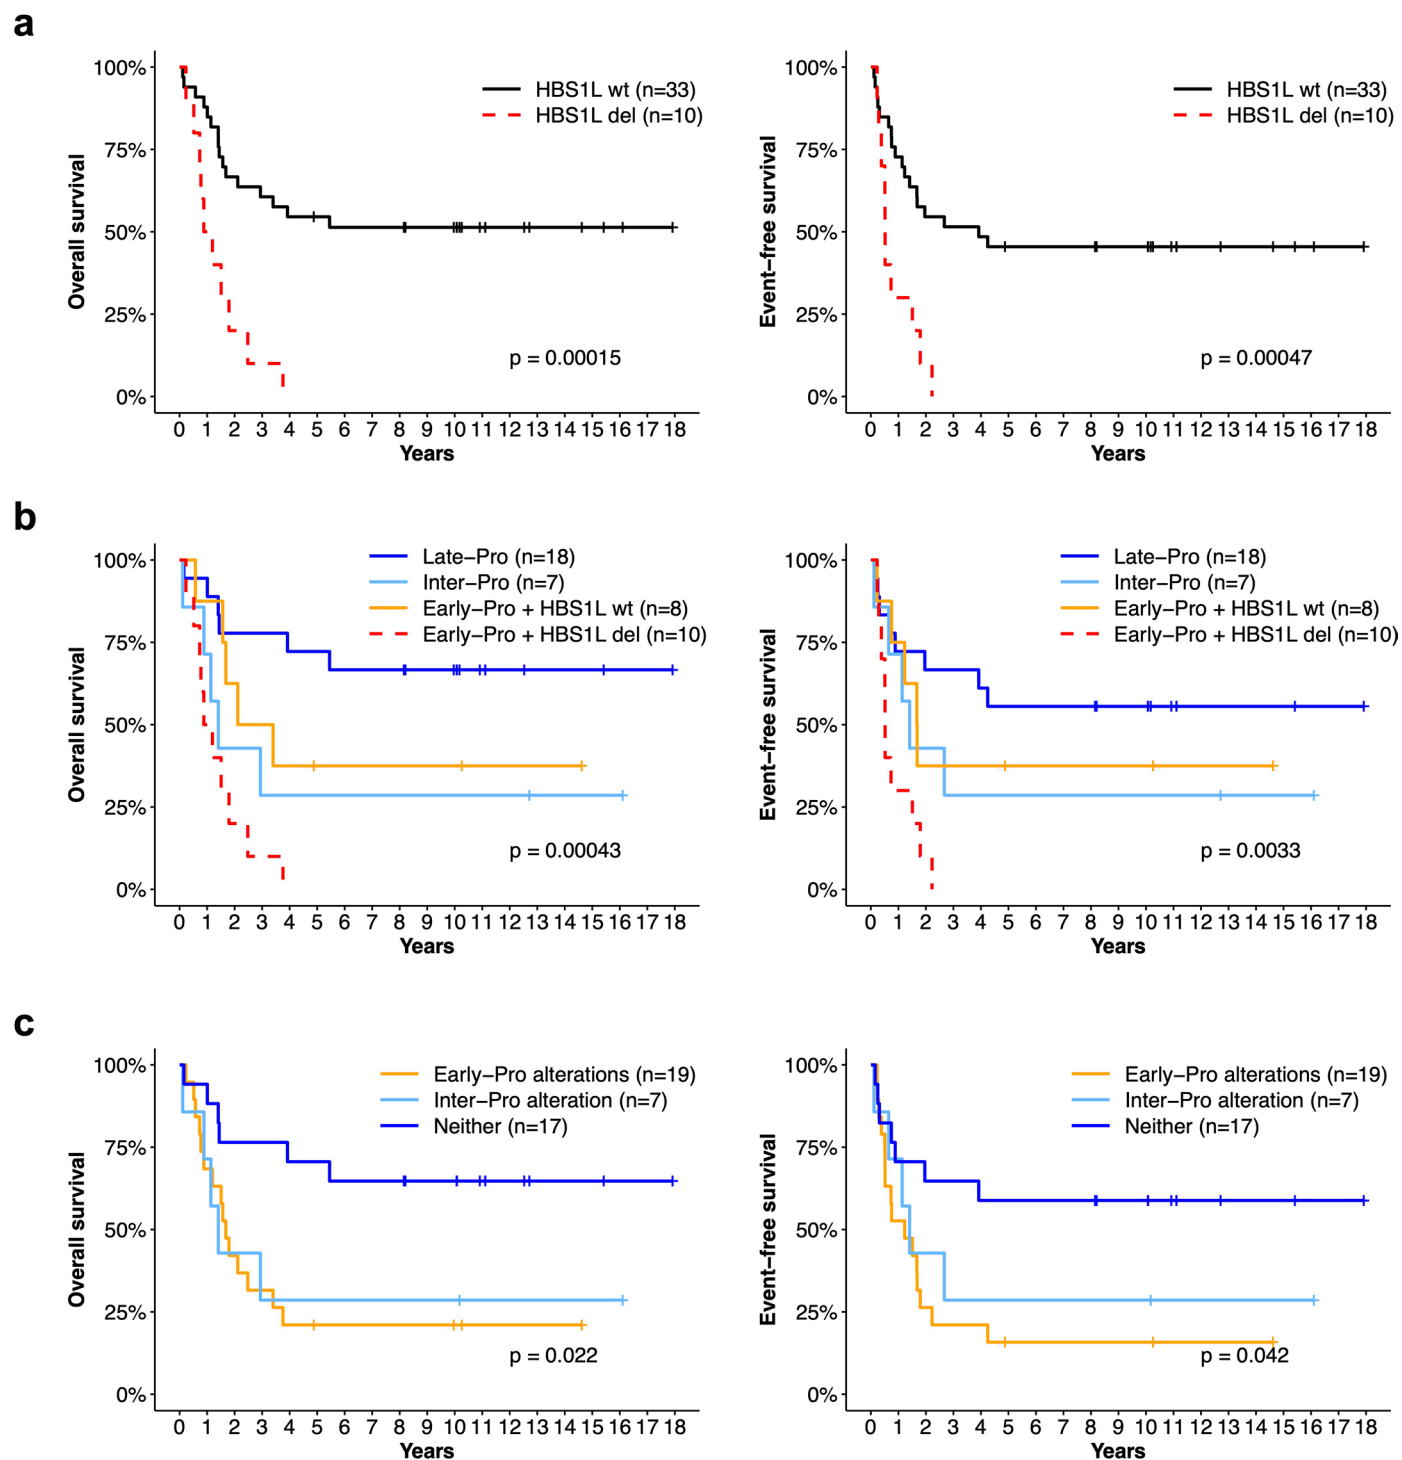 a
100%
75%
50%
25%
0%
Overall survival
HBS1L wt (n=33)
HBS1L del (n=10)
p = 0.00015
0 1 2 3 4 5 6 7 8 9 10 11 12 13 14 15 16 17 18
Years
100%
75%
50%
25%
0%
Event-free survival
HBS1L wt (n=33)
HBS1L del (n=10)
p = 0.00047
0 1 2 3 4 5 6 7 8 9 10 11 12 13 14 15 16 17 18
Years
b
100%
75%
50%
25%
0%
Overall survival
Late-Pro (n=18)
Inter-Pro (n=7)
Early-Pro + HBS1L wt (n=8)
Early-Pro + HBS1L del (n=10)
p = 0.00043
0 1 2 3 4 5 6 7 8 9 10 11 12 13 14 15 16 17 18
Years
100%
75%
50%
25%
0%
Event-free survival
Late-Pro (n=18)
Inter-Pro (n=7)
Early-Pro + HBS1L wt (n=8)
Early-Pro + HBS1L del (n=10)
p = 0.0033
0 1 2 3 4 5 6 7 8 9 10 11 12 13 14 15 16 17 18
Years
c
100%
75%
50%
25%
0%
Overall survival
Early-Pro alterations (n=19)
Inter-Pro alteration (n=7)
Neither (n=17)
p = 0.022
0 1 2 3 4 5 6 7 8 9 10 11 12 13 14 15 16 17 18
Years
100%
75%
50%
25%
0%
Event-free survival
Early-Pro alterations (n=19)
Inter-Pro alteration (n=7)
Neither (n=17)
p = 0.042
0 1 2 3 4 5 6 7 8 9 10 11 12 13 14 15 16 17 18
Years